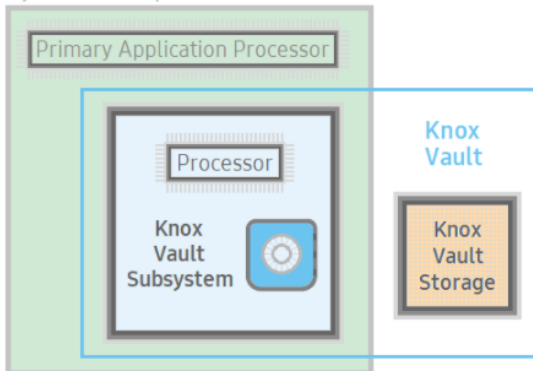 Primary Application Processor
Knox
Vault
Processor
Knox
Vault
Subsystem
Knox
Vault
Storage